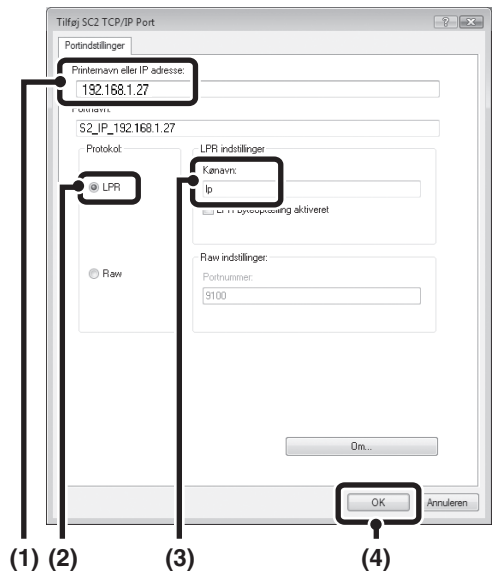 Tilføj SC2 TCP/IP Port
Portindstillinger
Printernavn eller IP adresse:
192.168.1.27
Portnavn:
S2_IP_192.168.1.27
Protokol:
LPR indstillinger
Kønavn:
LPR
lp
LPR byteoptælling aktiveret
Raw indstillinger:
Raw
Portnummer:
9100
Om...
OK
Annuleren
(1) (2) (3) (4)